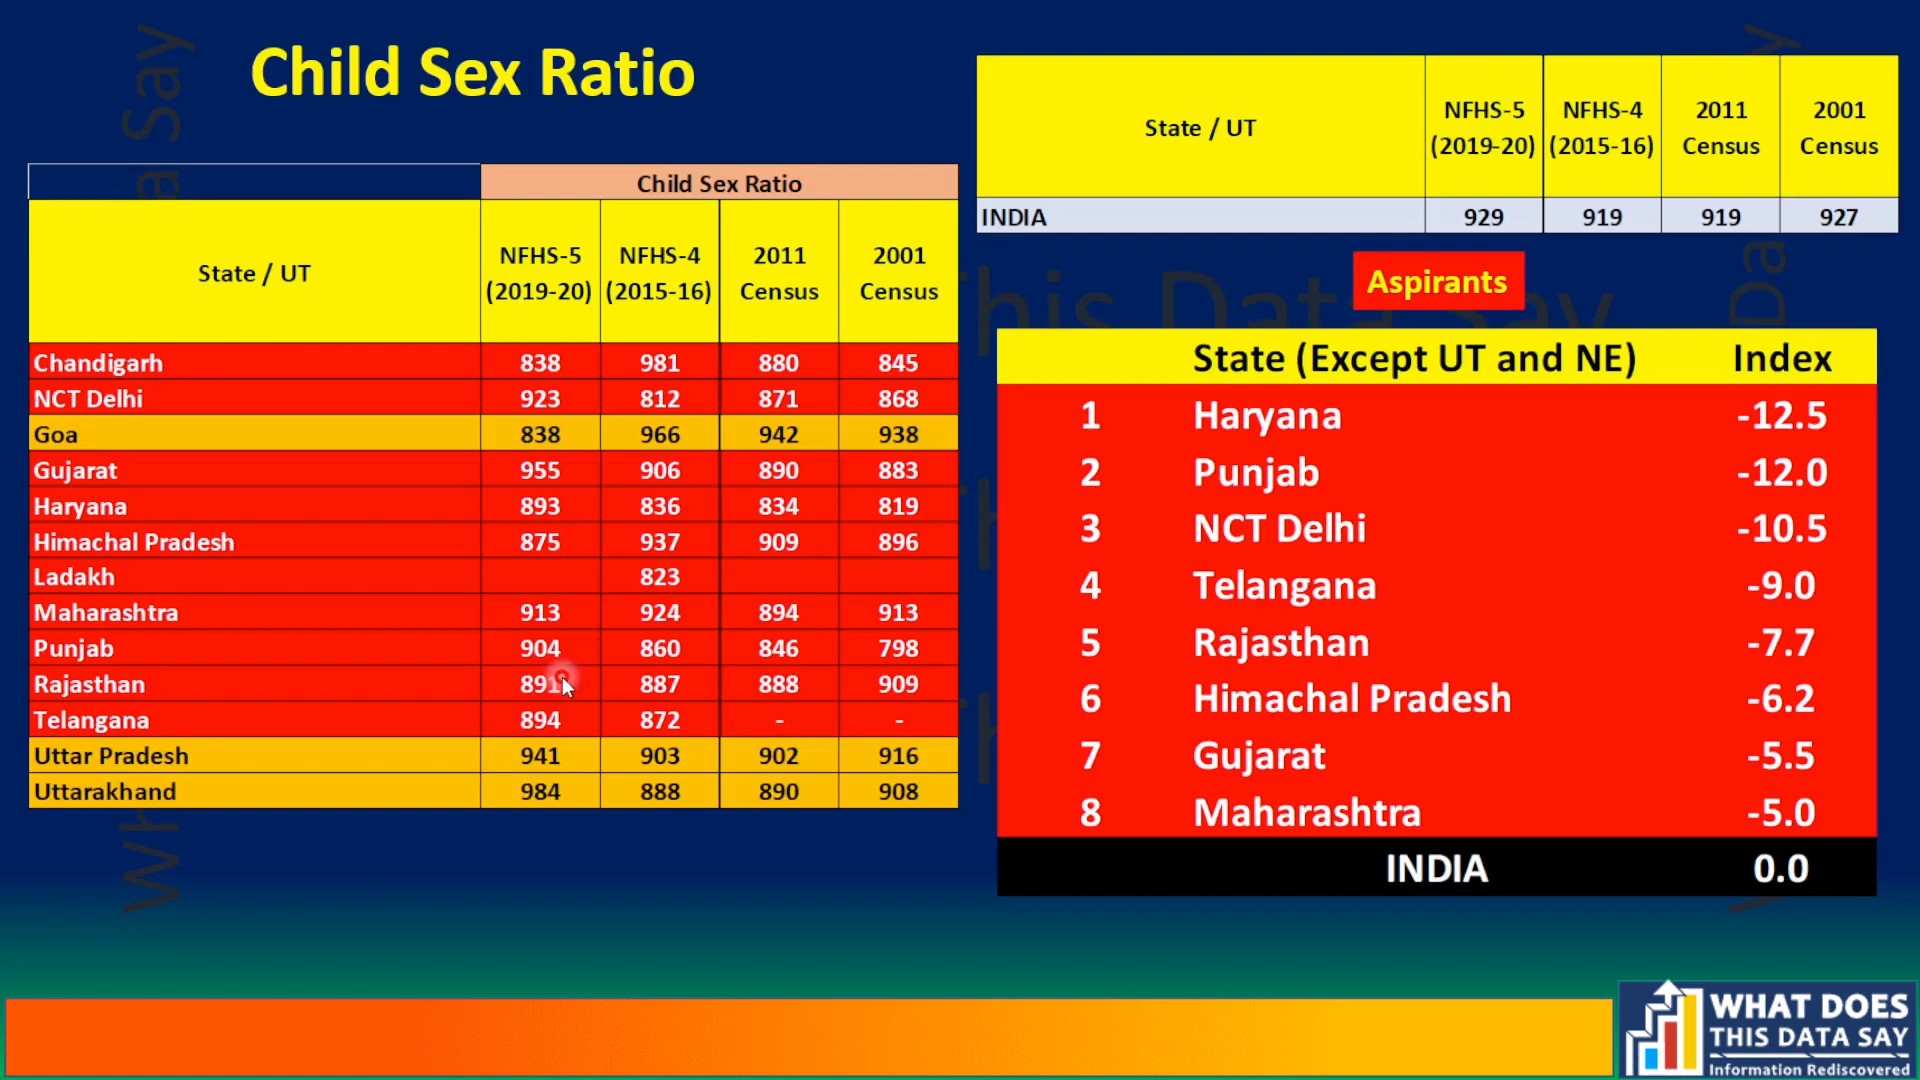 Child Sex Ratio
Child Sex Ratio
State / UT NFHS-5 (2019-20) NFHS-4 (2015-16) 2011 Census 2001 Census
Chandigarh 838 981 880 845
NCT Delhi 923 812 871 868
Goa 838 966 942 938
Gujarat 955 906 890 883
Haryana 893 836 834 819
Himachal Pradesh 875 937 909 896
Ladakh 823
Maharashtra 913 924 894 913
Punjab 904 860 846 798
Rajasthan 891 887 888 909
Telangana 894 872 - -
Uttar Pradesh 941 903 902 916
Uttarakhand 984 888 890 908
State / UT NFHS-5 (2019-20) NFHS-4 (2015-16) 2011 Census 2001 Census
INDIA 929 919 919 927
Aspirants
State (Except UT and NE) Index
1 Haryana -12.5
2 Punjab -12.0
3 NCT Delhi -10.5
4 Telangana -9.0
5 Rajasthan -7.7
6 Himachal Pradesh -6.2
7 Gujarat -5.5
8 Maharashtra -5.0
INDIA 0.0
WHAT DOES
THIS DATA SAY
Information Rediscovered